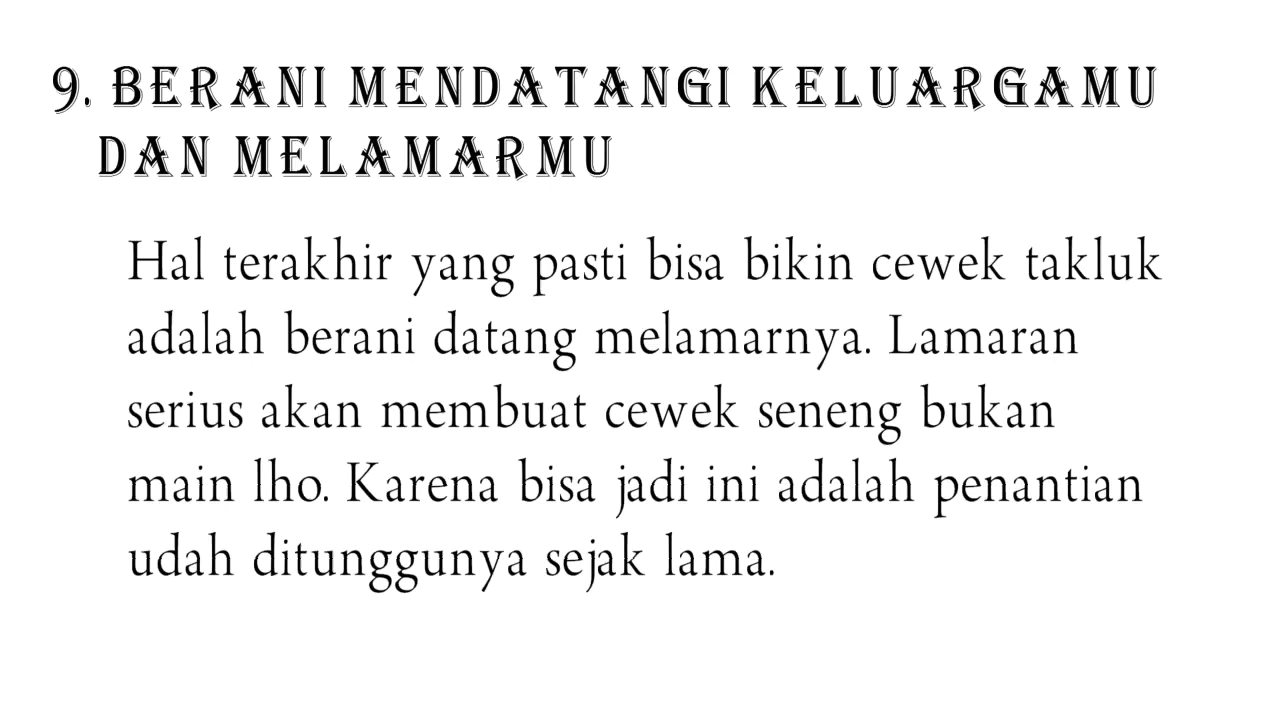 9. BERANI MENDATANGI KELUARGAMU
DAN MELAMARMU
Hal terakhir yang pasti bisa bikin cewek takluk
adalah berani datang melamarnya. Lamaran
serius akan membuat cewek seneng bukan
main lho. Karena bisa jadi ini adalah penantian
udah ditunggunya sejak lama.